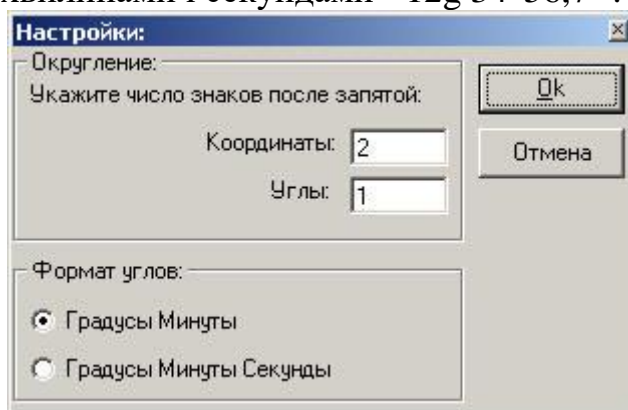 Настройки:
Округление:
Укажите число знаков после запятой:
Координаты: 2
Углы: 1
Ok
Отмена
Формат углов:
Градусы Минуты
Градусы Минуты Секунды